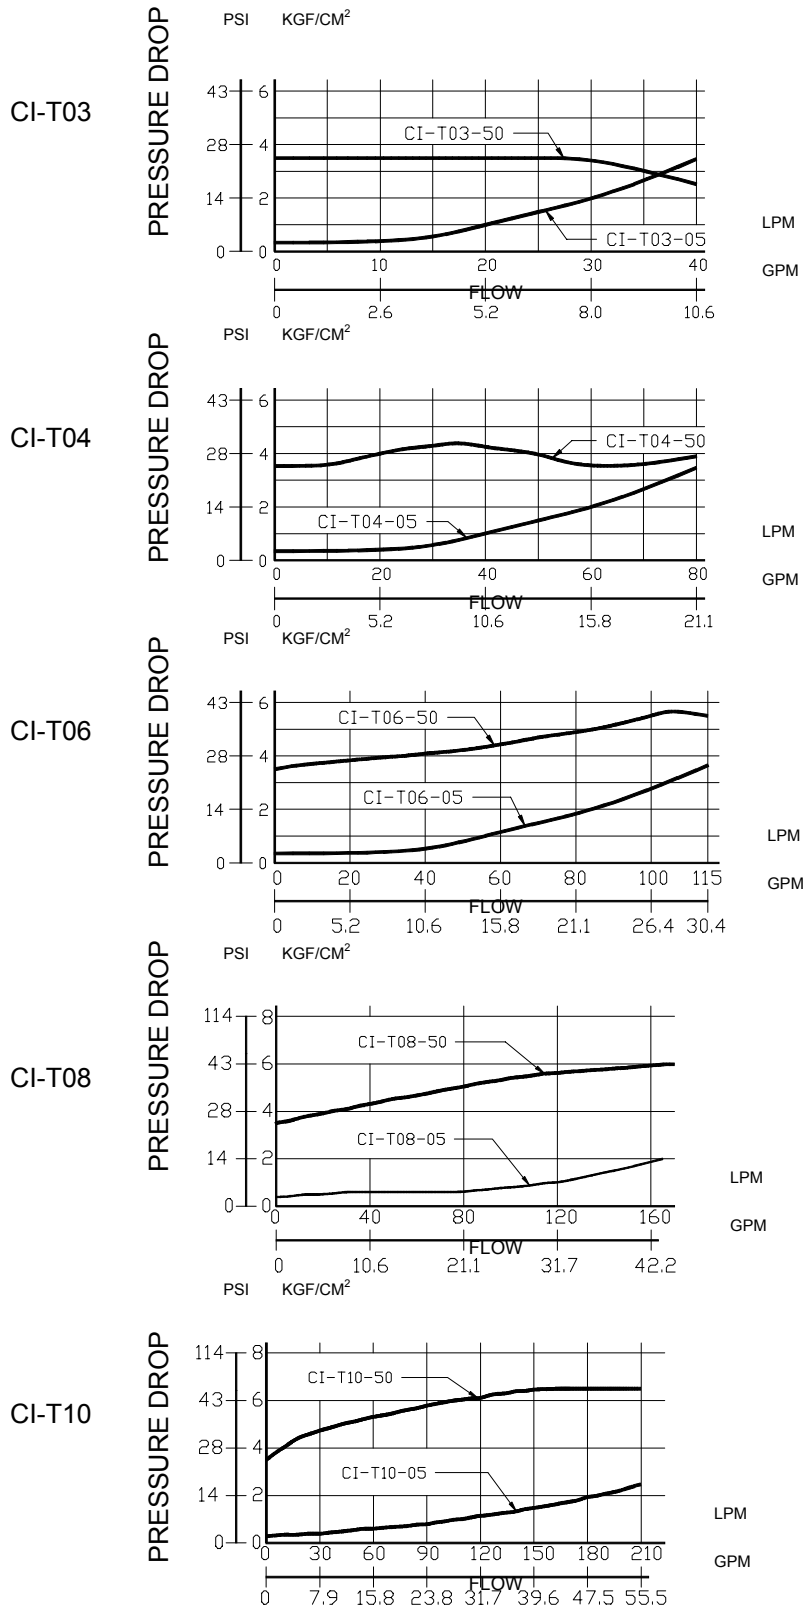 PSI KGF/CM²
CI-T03
PRESSURE DROP
43 6
28 4
14 2
0 0
CI-T03-50
CI-T03-05
LPM
0 10 20 30 40
GPM
FLOW
0 2.6 5.2 8.0 10.6
PSI KGF/CM²
CI-T04
PRESSURE DROP
43 6
28 4
14 2
0 0
CI-T04-50
CI-T04-05
LPM
0 20 40 60 80
GPM
FLOW
0 5.2 10.6 15.8 21.1
PSI KGF/CM²
CI-T06
PRESSURE DROP
43 6
28 4
14 2
0 0
CI-T06-50
CI-T06-05
LPM
0 20 40 60 80 100 115
GPM
FLOW
0 5.2 10.6 15.8 21.1 26.4 30.4
PSI KGF/CM²
CI-T08
PRESSURE DROP
114 8
43 6
28 4
14 2
0 0
CI-T08-50
CI-T08-05
LPM
0 40 80 120 160
GPM
FLOW
0 10.6 21.1 31.7 42.2
PSI KGF/CM²
CI-T10
PRESSURE DROP
114 8
43 6
28 4
14 2
0 0
CI-T10-50
CI-T10-05
LPM
0 30 60 90 120 150 180 210
GPM
FLOW
0 7.9 15.8 23.8 31.7 39.6 47.5 55.5